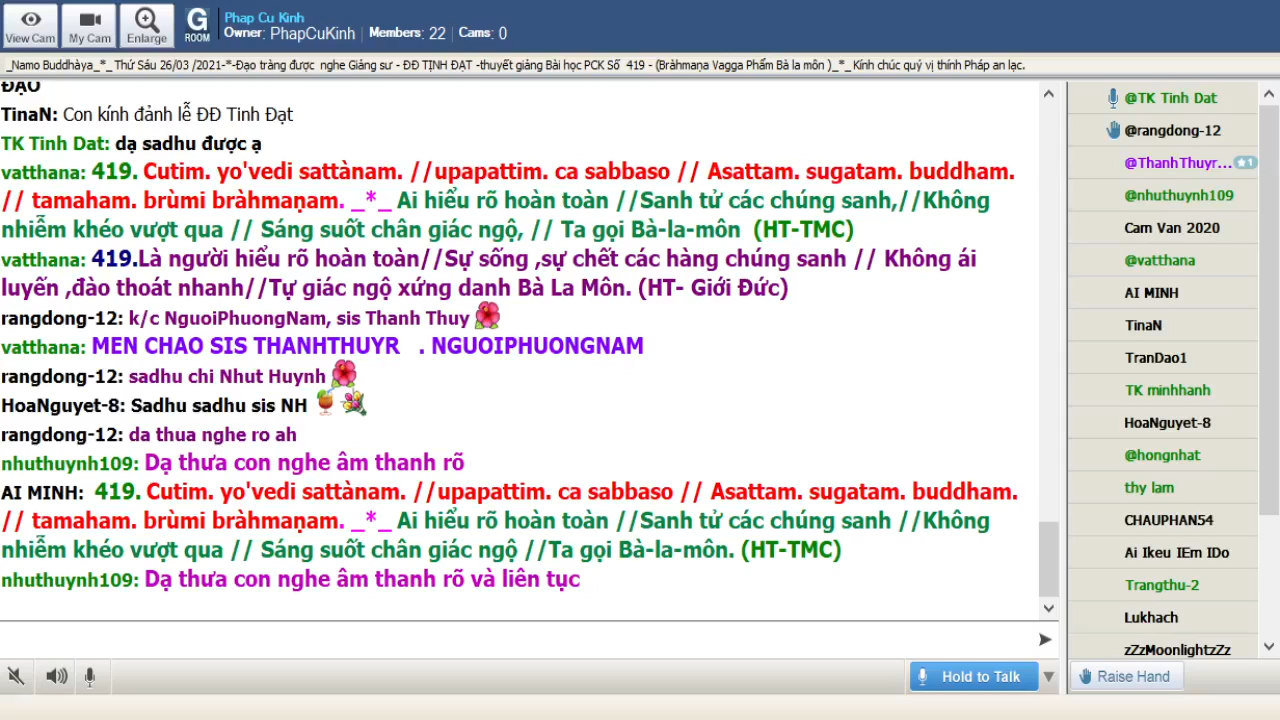 View Cam
My Cam
Enlarge
G
ROOM
Phap Cu Kinh
Owner: PhapCuKinh | Members: 22 | Cams: 0
_Namo Buddhàya_*_ Thứ Sáu 26/03 /2021-*-Đạo tràng được nghe Giảng sư - ĐĐ TỊNH ĐẠT -thuyết giảng Bài học PCK Số 419 - (Bràhmaṇa Vagga Phẩm Bà la môn )_*_ Kính chúc quý vị thính Pháp an lạc.
ĐẠO
TinaN: Con kính đảnh lễ ĐĐ Tinh Đạt
TK Tinh Dat: dạ sadhu được ạ
vatthana: 419. Cutim. yo'vedi sattànam. //upapattim. ca sabbaso // Asattam. sugatam. buddham.
// tamaham. brùmi bràhmaṇam. _*_ Ai hiểu rõ hoàn toàn //Sanh tử các chúng sanh,//Không
nhiễm khéo vượt qua // Sáng suốt chân giác ngộ, // Ta gọi Bà-la-môn (HT-TMC)
vatthana: 419.Là người hiểu rõ hoàn toàn//Sự sống ,sự chết các hàng chúng sanh // Không ái
luyến ,đào thoát nhanh//Tự giác ngộ xứng danh Bà La Môn. (HT- Giới Đức)
rangdong-12: k/c NguoiPhuongNam, sis Thanh Thuy
vatthana: MEN CHAO SIS THANHTHUYR . NGUOIPHUONGNAM
rangdong-12: sadhu chi Nhut Huynh
HoaNguyet-8: Sadhu sadhu sis NH
rangdong-12: da thua nghe ro ah
nhuthuynh109: Dạ thưa con nghe âm thanh rõ
AI MINH: 419. Cutim. yo'vedi sattànam. //upapattim. ca sabbaso // Asattam. sugatam. buddham.
// tamaham. brùmi bràhmaṇam. _*_ Ai hiểu rõ hoàn toàn //Sanh tử các chúng sanh //Không
nhiễm khéo vượt qua // Sáng suốt chân giác ngộ //Ta gọi Bà-la-môn. (HT-TMC)
nhuthuynh109: Dạ thưa con nghe âm thanh rõ và liên tục
@TK Tinh Dat
@rangdong-12
@ThanhThuyr... ★1
@nhuthuynh109
Cam Van 2020
@vatthana
AI MINH
TinaN
TranDao1
TK minhhanh
HoaNguyet-8
@hongnhat
thy lam
CHAUPHAN54
Ai Ikeu IEm IDo
Trangthu-2
Lukhach
zZzMoonlightzZz
Hold to Talk
Raise Hand